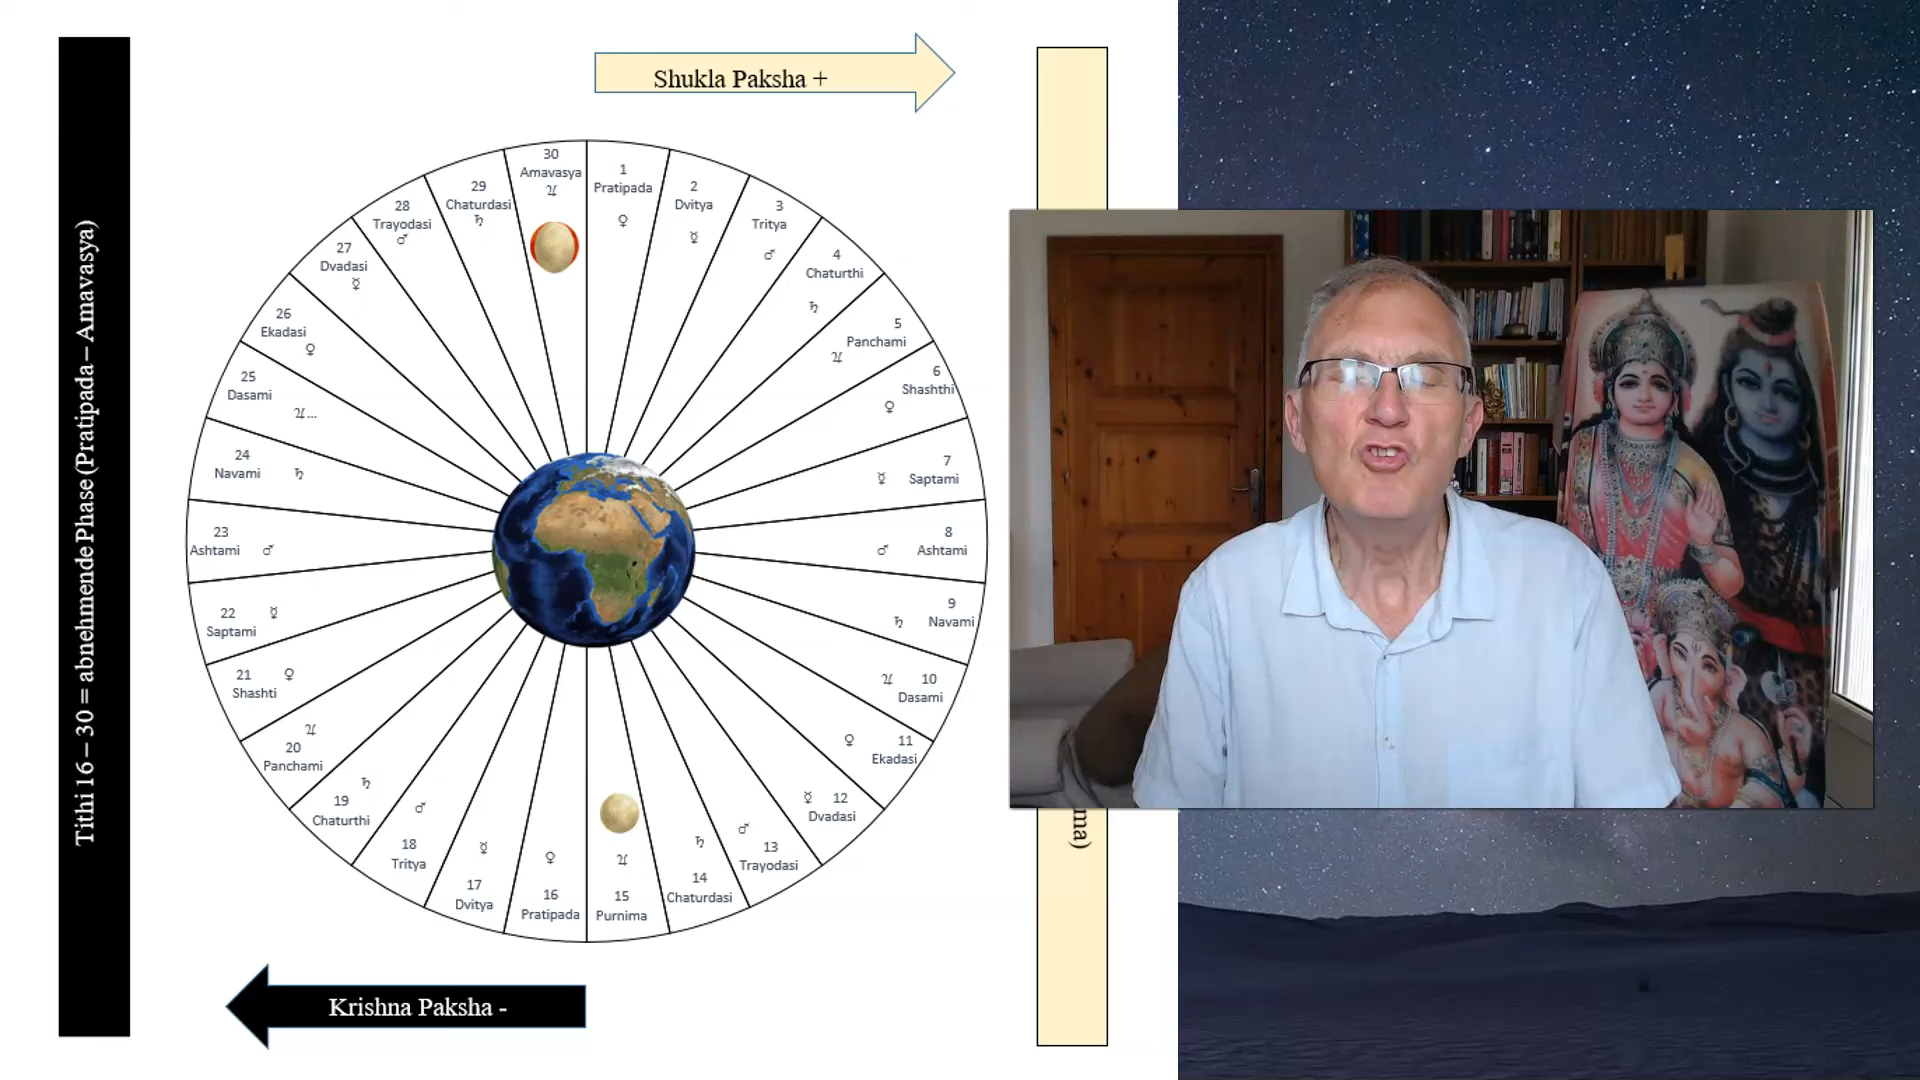 Shukla Paksha +
Tithi 16 – 30 = abnehmende Phase (Pratipada – Amavasya)
30
Amavasya
♃
1
Pratipada
♀
2
Dvitya
☿
3
Tritya
♂
4
Chaturthi
♄
5
Panchami
♃
6
Shashthi
♀
7
☿ Saptami
8
♂ Ashtami
9
♄ Navami
♃ 10
Dasami
♀ 11
Ekadasi
☿ 12
Dvadasi
♂
13
Trayodasi
♄
14
Chaturdasi
♃
15
Purnima
♀
16
Pratipada
☿
17
Dvitya
♂
18
Tritya
♄
19
Chaturthi
♃
20
Panchami
21 ♀
Shashti
22 ☿
Saptami
23
Ashtami ♂
24
Navami ♄
25
Dasami
♃...
26
Ekadasi
♀
27
Dvadasi
☿
28
Trayodasi
♂
29
Chaturdasi
♄
ma)
Krishna Paksha -